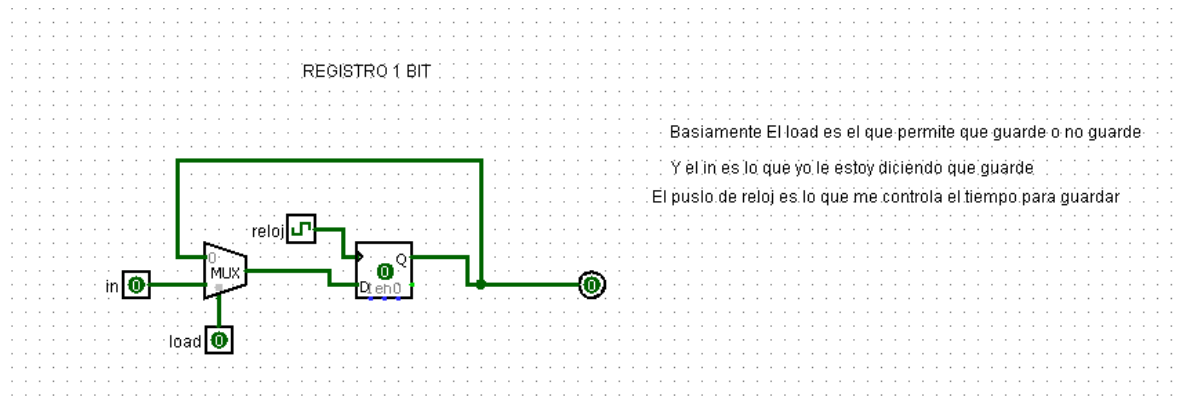 REGISTRO 1 BIT
Basiamente El load es el que permite que guarde o no guarde
Y el in es lo que yo le estoy diciendo que guarde
El puslo de reloj es lo que me controla el tiempo para guardar
reloj
0
MUX
Q
0
D
1 en 0
in
0
0
load
0